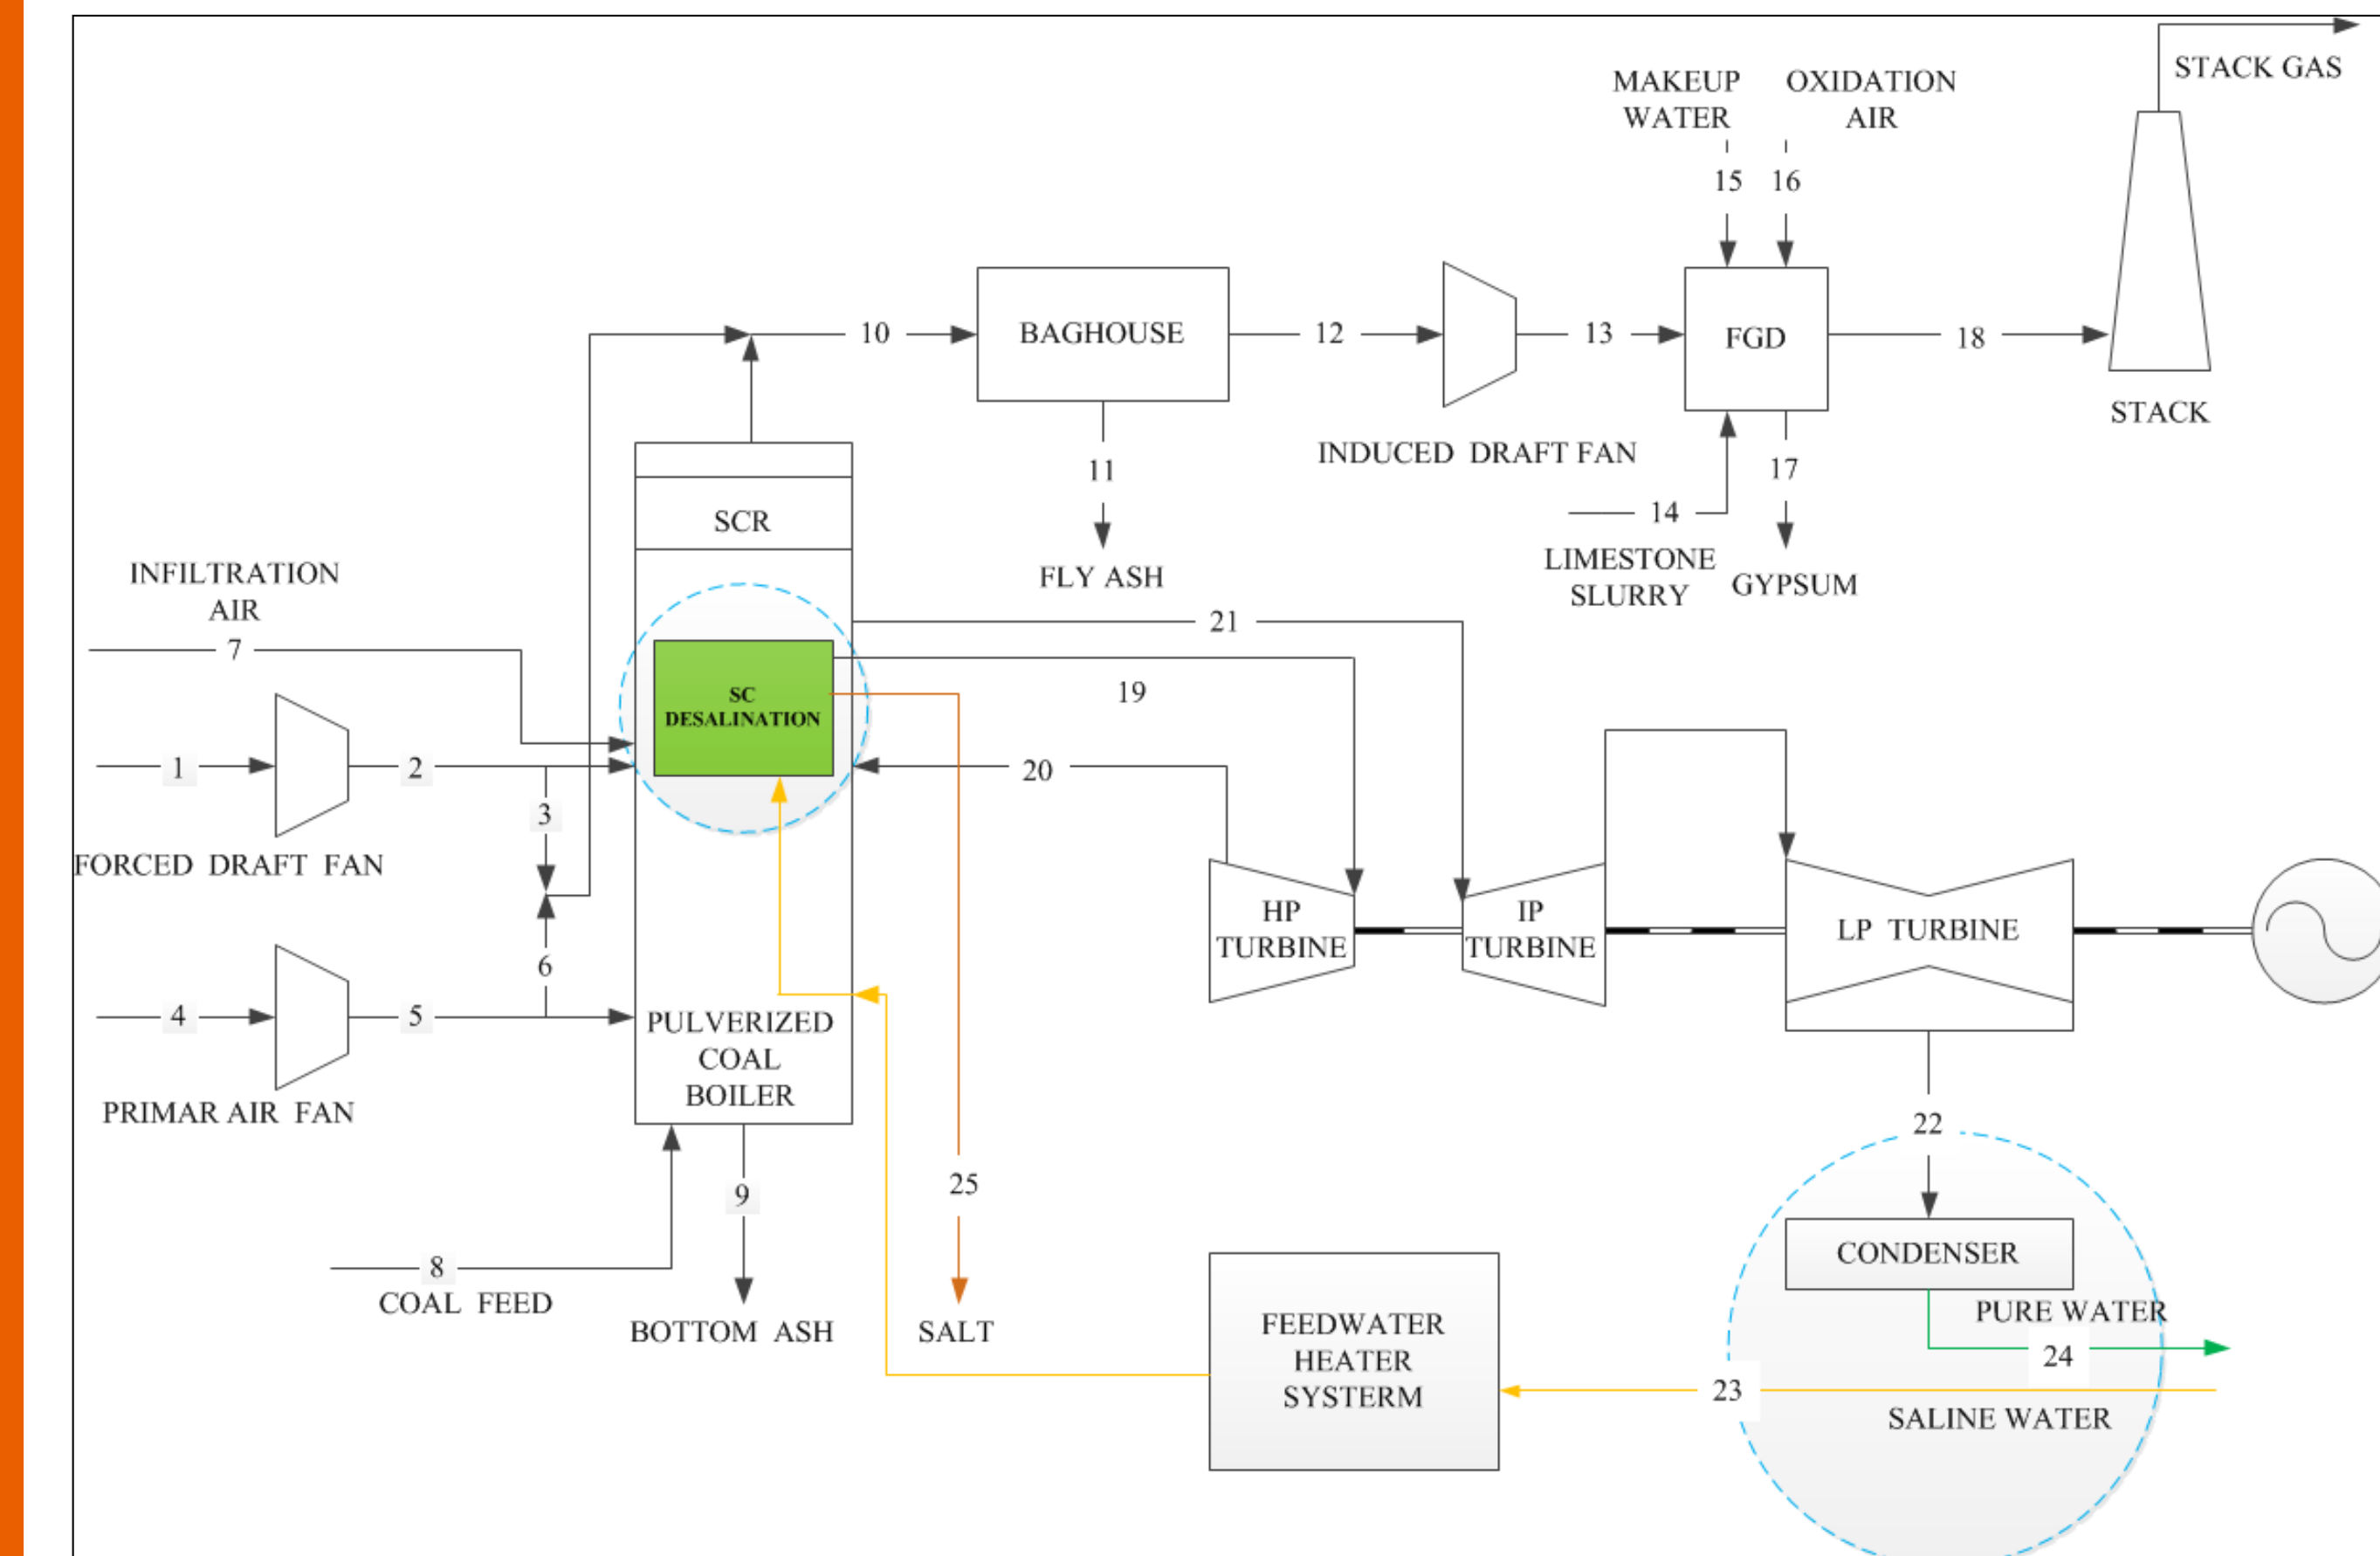 STACK GAS
MAKEUP
WATER
OXIDATION
AIR
15
16
10
BAGHOUSE
12
13
FGD
18
STACK
INDUCED DRAFT FAN
11
17
SCR
14
FLY ASH
LIMESTONE
SLURRY
GYPSUM
INFILTRATION
AIR
7
21
SC
DESALINATION
19
1
2
20
3
FORCED DRAFT FAN
HP
TURBINE
IP
TURBINE
LP TURBINE
6
4
5
PULVERIZED
COAL
BOILER
PRIMAR AIR FAN
22
9
25
8
COAL FEED
BOTTOM ASH
SALT
CONDENSER
FEEDWATER
HEATER
SYSTERM
PURE WATER
24
23
SALINE WATER